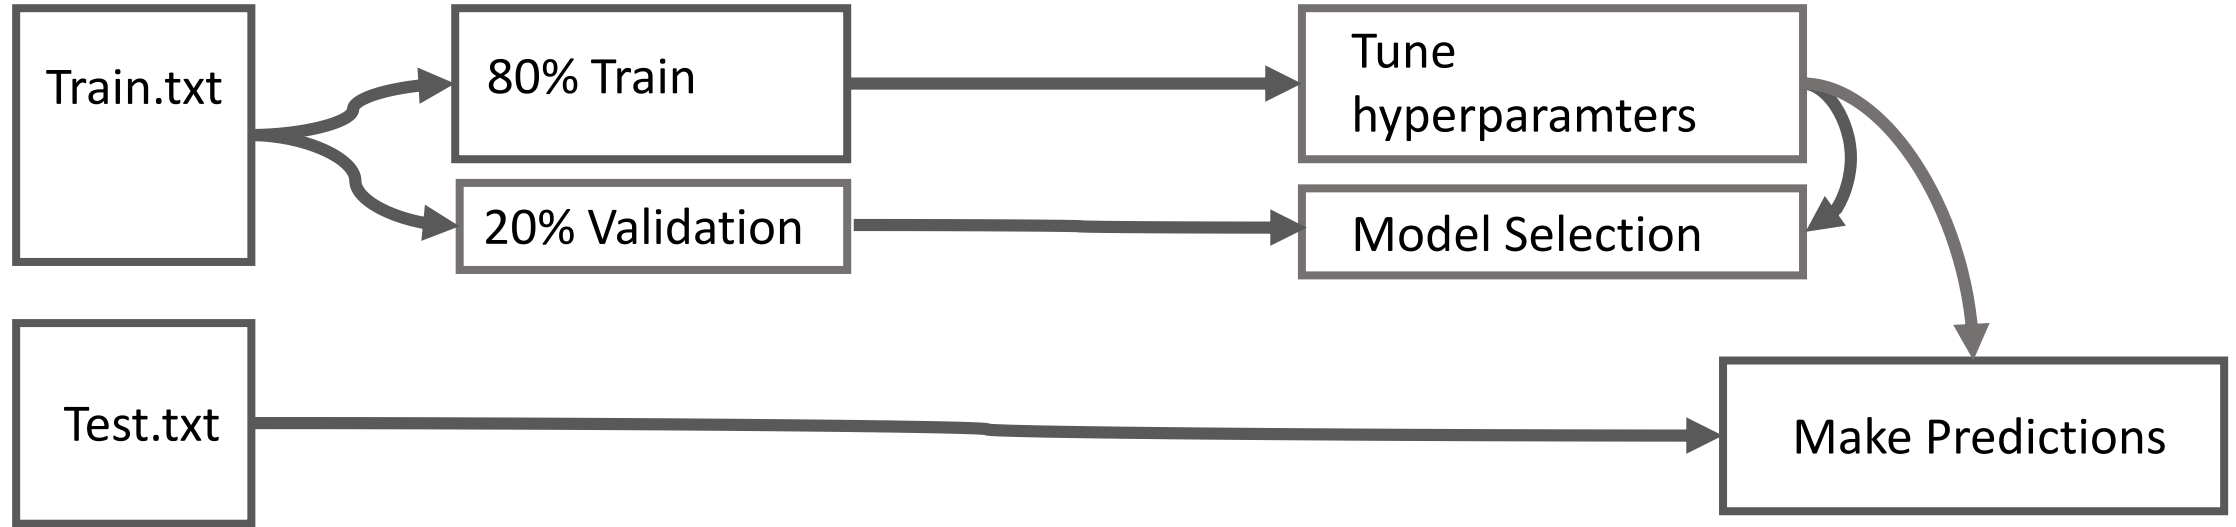 Train.txt
80% Train
Tune
hyperparamters
20% Validation
Model Selection
Test.txt
Make Predictions